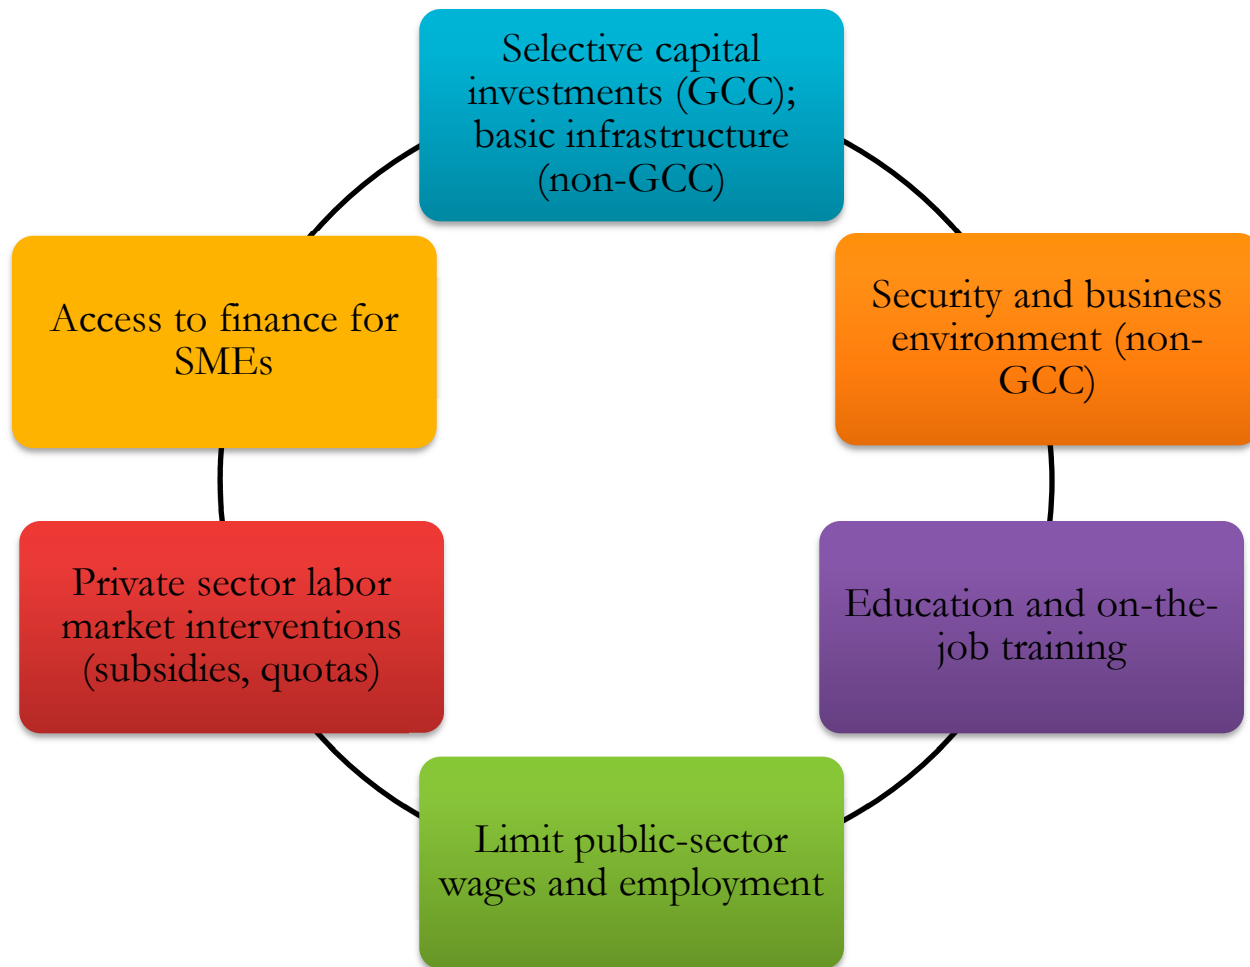 Selective capital
investments (GCC);
basic infrastructure
(non-GCC)
Security and business
environment (non-
GCC)
Education and on-the-
job training
Limit public-sector
wages and employment
Private sector labor
market interventions
(subsidies, quotas)
Access to finance for
SMEs